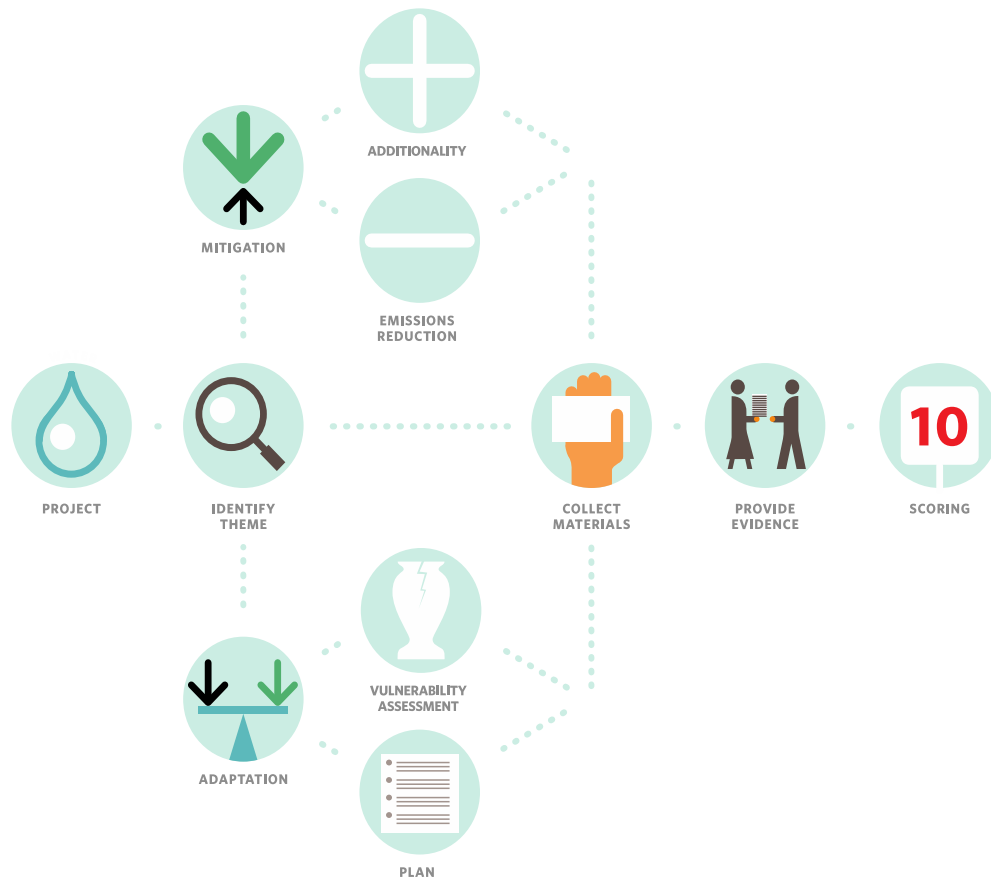 ADDITIONALITY
MITIGATION
EMISSIONS
REDUCTION
PROJECT
IDENTIFY
THEME
COLLECT
MATERIALS
PROVIDE
EVIDENCE
10
SCORING
VULNERABILITY
ASSESSMENT
ADAPTATION
PLAN